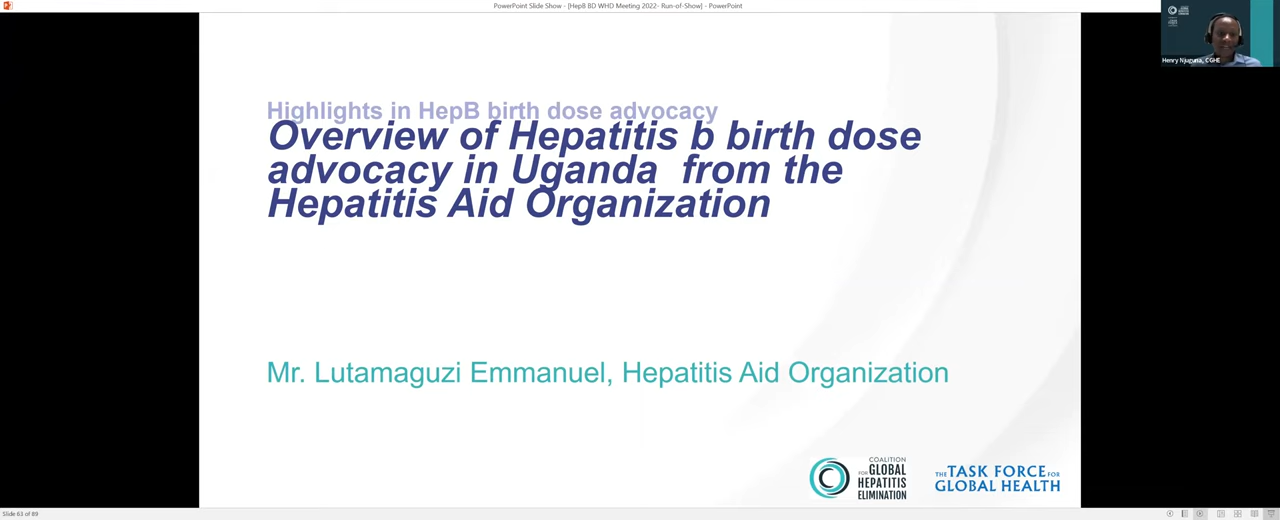 PowerPoint Slide Show - [HepB BD WHD Meeting 2022- Run-of-Show] - PowerPoint
Henry Njuguna, CGHE
Highlights in HepB birth dose advocacy
Overview of Hepatitis b birth dose
advocacy in Uganda  from the
Hepatitis Aid Organization
Mr. Lutamaguzi Emmanuel, Hepatitis Aid Organization
COALITION
FOR GLOBAL
HEPATITIS
ELIMINATION
THE TASK FORCE FOR
GLOBAL HEALTH
Slide 63 of 89